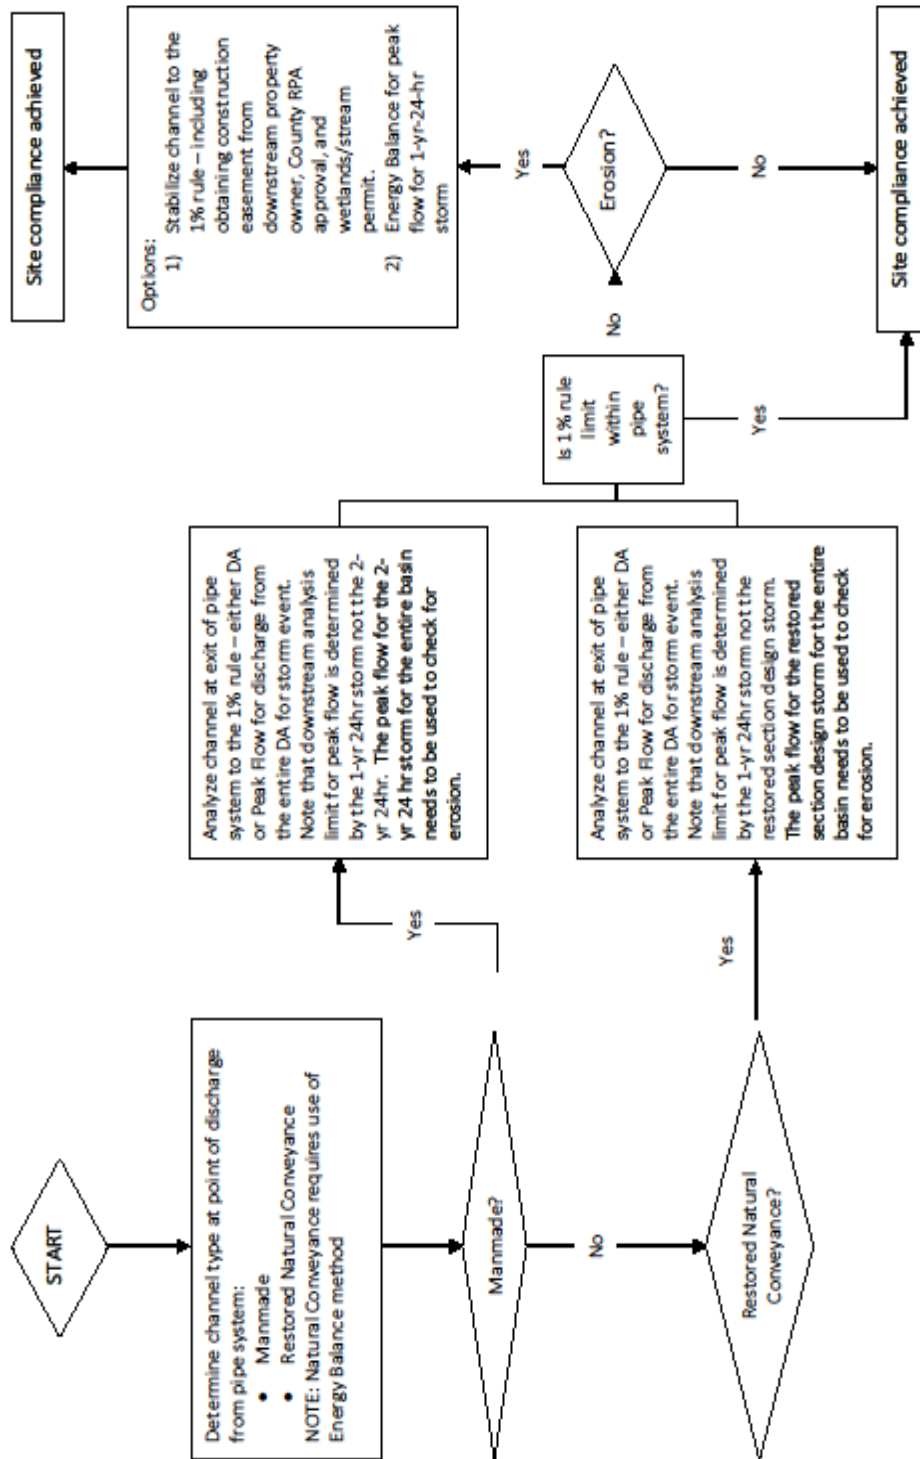 START
Determine channel type at point of discharge
from pipe system:
● Manmade
● Restored Natural Conveyance
NOTE: Natural Conveyance requires use of
Energy Balance method
Manmade?
No
Restored Natural
Conveyance?
Yes
Yes
Analyze channel at exit of pipe
system to the 1% rule – either DA
or Peak Flow for discharge from
the entire DA for storm event.
Note that downstream analysis
limit for peak flow is determined
by the 1-yr 24hr storm not the 2-
yr 24hr. The peak flow for the 2-
yr 24 hr storm for the entire basin
needs to be used to check for
erosion.
Analyze channel at exit of pipe
system to the 1% rule – either DA
or Peak Flow for discharge from
the entire DA for storm event.
Note that downstream analysis
limit for peak flow is determined
by the 1-yr 24hr storm not the
restored section design storm.
The peak flow for the restored
section design storm for the entire
basin needs to be used to check
for erosion.
Is 1% rule
limit
within
pipe
system?
No
Yes
Erosion?
Yes
No
Options:
1) Stabilize channel to the
1% rule – including
obtaining construction
easement from
downstream property
owner, County RPA
approval, and
wetlands/stream
permit.
2) Energy Balance for peak
flow for 1-yr-24-hr
storm
Site compliance achieved
Site compliance achieved